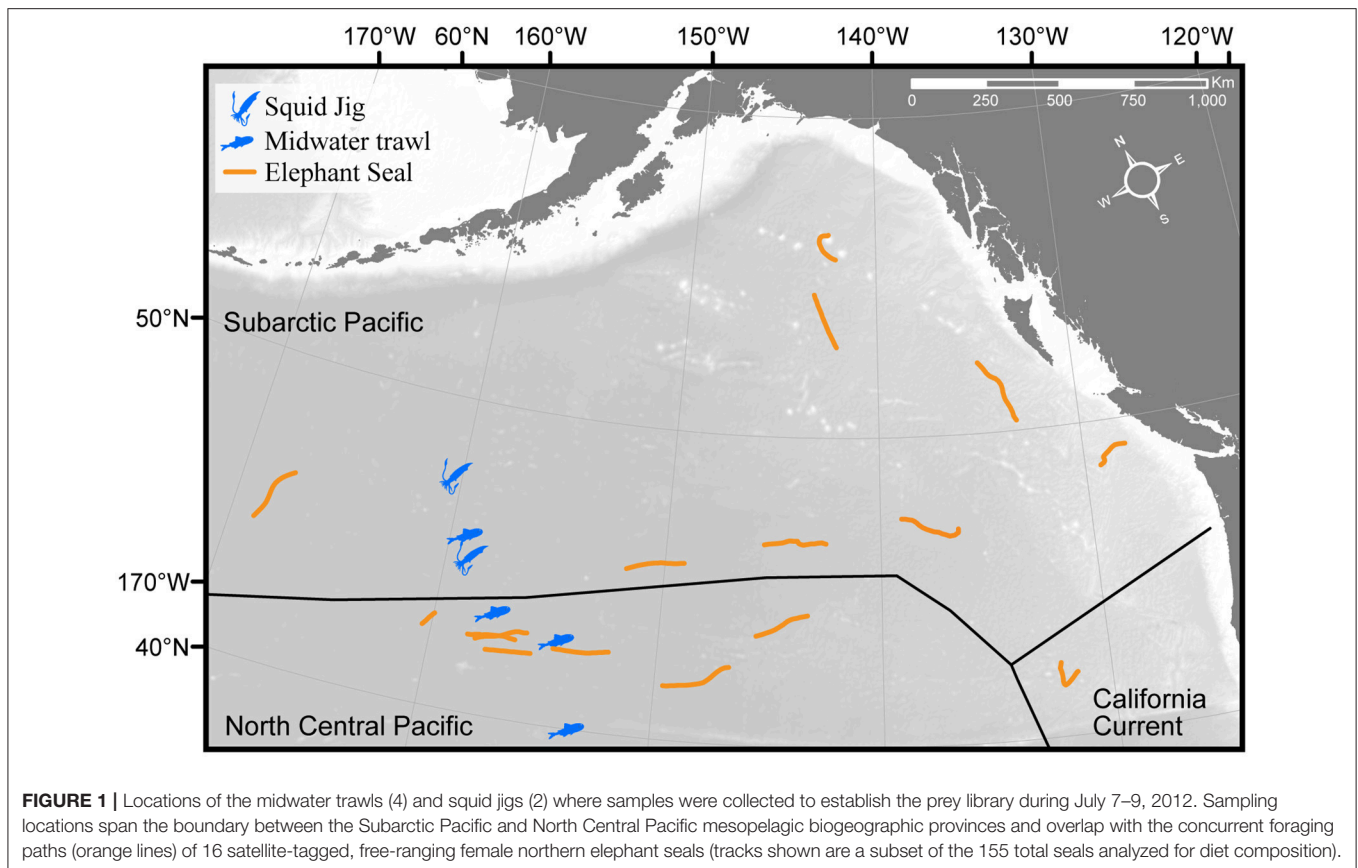 170°W 60°N 160°W 150°W 140°W 130°W 120°W
Squid Jig
Midwater trawl
Elephant Seal
Km
0 250 500 750 1,000
N
E
W
S
50°N
Subarctic Pacific
170°W
40°N
North Central Pacific
California
Current
FIGURE 1 | Locations of the midwater trawls (4) and squid jigs (2) where samples were collected to establish the prey library during July 7–9, 2012. Sampling
locations span the boundary between the Subarctic Pacific and North Central Pacific mesopelagic biogeographic provinces and overlap with the concurrent foraging
paths (orange lines) of 16 satellite-tagged, free-ranging female northern elephant seals (tracks shown are a subset of the 155 total seals analyzed for diet composition).